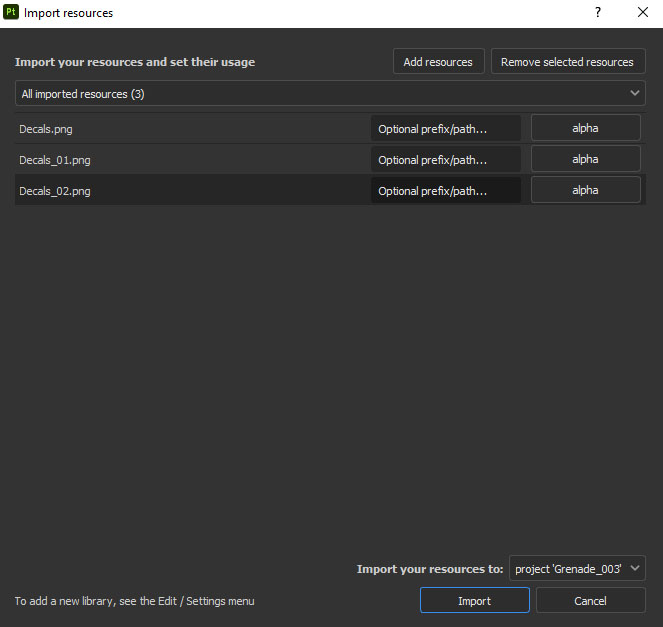 Pt Import resources ?
Import your resources and set their usage Add resources Remove selected resources
All imported resources (3)
Decals.png Optional prefix/path... alpha
Decals_01.png Optional prefix/path... alpha
Decals_02.png Optional prefix/path... alpha
Import your resources to: project 'Grenade_003'
To add a new library, see the Edit / Settings menu Import Cancel